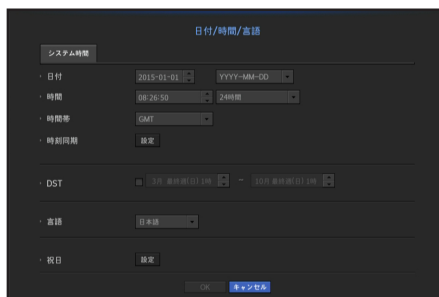 日付/時間/言語
システム時間
· 日付 2015-01-01 YYYY-MM-DD
· 時間 08:26:50 24時間
· 時間帯 GMT
· 時刻同期 設定
· DST 3月 最終週(日) 1時 ~ 10月 最終週(日) 1時
· 言語 日本語
· 祝日 設定
OK キャンセル